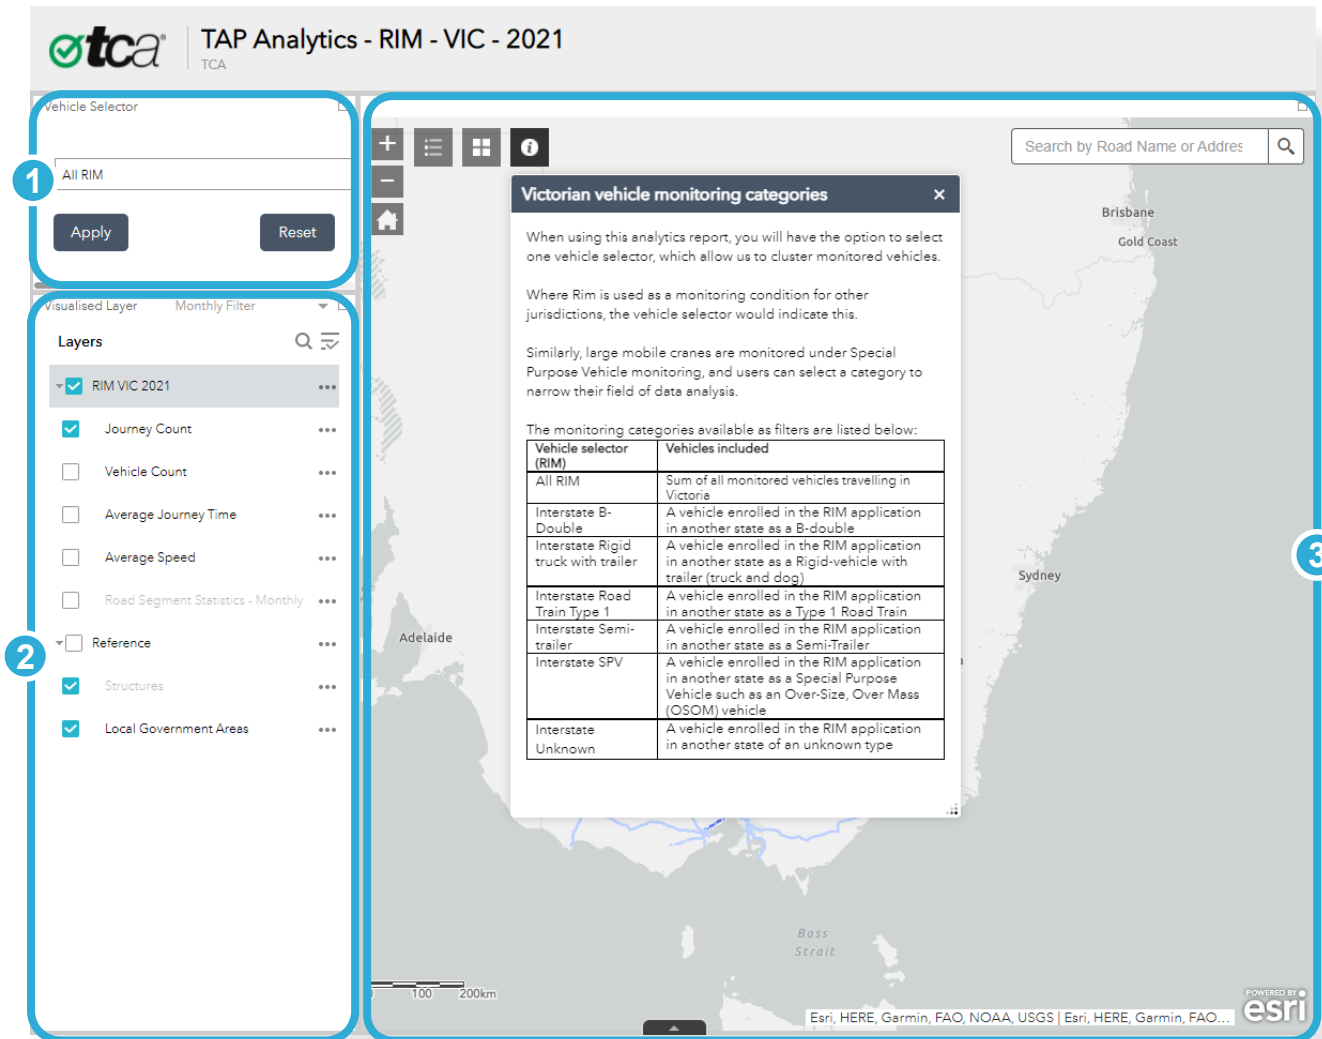 tca
TAP Analytics - RIM - VIC - 2021
TCA
Vehicle Selector
1
All RIM
Apply
Reset
Visualised Layer
Monthly Filter
Layers
RIM VIC 2021
Journey Count
Vehicle Count
Average Journey Time
Average Speed
Road Segment Statistics - Monthly
2
Reference
Structures
Local Government Areas
Search by Road Name or Addres
Victorian vehicle monitoring categories
When using this analytics report, you will have the option to select
one vehicle selector, which allow us to cluster monitored vehicles.
Where Rim is used as a monitoring condition for other
jurisdictions, the vehicle selector would indicate this.
Similarly, large mobile cranes are monitored under Special
Purpose Vehicle monitoring, and users can select a category to
narrow their field of data analysis.
The monitoring categories available as filters are listed below:
Vehicle selector
(RIM)
Vehicles included
All RIM
Sum of all monitored vehicles travelling in
Victoria
Interstate B-
Double
A vehicle enrolled in the RIM application
in another state as a B-double
Interstate Rigid
truck with trailer
A vehicle enrolled in the RIM application
in another state as a Rigid-vehicle with
trailer (truck and dog)
Interstate Road
Train Type 1
A vehicle enrolled in the RIM application
in another state as a Type 1 Road Train
Interstate Semi-
trailer
A vehicle enrolled in the RIM application
in another state as a Semi-Trailer
Interstate SPV
A vehicle enrolled in the RIM application
in another state as a Special Purpose
Vehicle such as an Over-Size, Over Mass
(OSOM) vehicle
Interstate
Unknown
A vehicle enrolled in the RIM application
in another state of an unknown type
Brisbane
Gold Coast
3
Sydney
Adelaide
Bass
Strait
100
200km
Esri, HERE, Garmin, FAO, NOAA, USGS | Esri, HERE, Garmin, FAO...
POWERED BY
esri